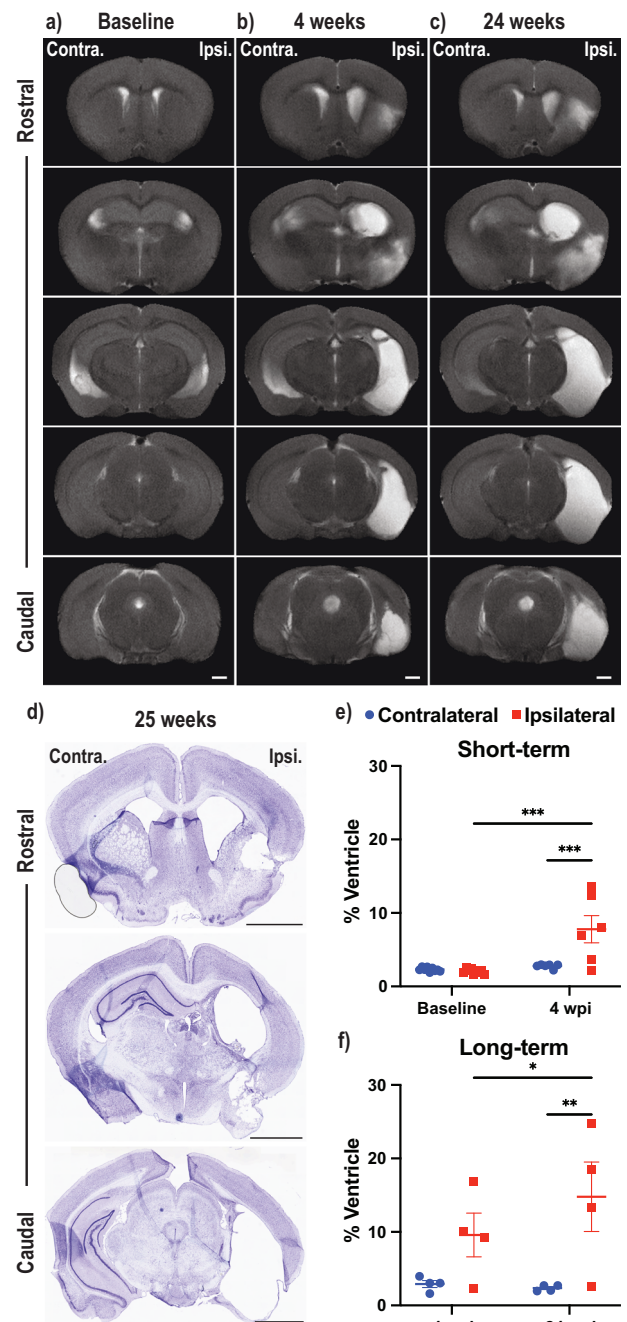 a) Baseline b) 4 weeks c) 24 weeks
Contra. Ipsi. Contra. Ipsi. Contra. Ipsi.
Rostral
Caudal
d) 25 weeks
Contra. Ipsi.
Rostral
Caudal
e) Contralateral Ipsilateral
Short-term
30
***
20
***
% Ventricle
10
0
Baseline 4 wpi
f) Long-term
30
*
**
20
% Ventricle
10
0